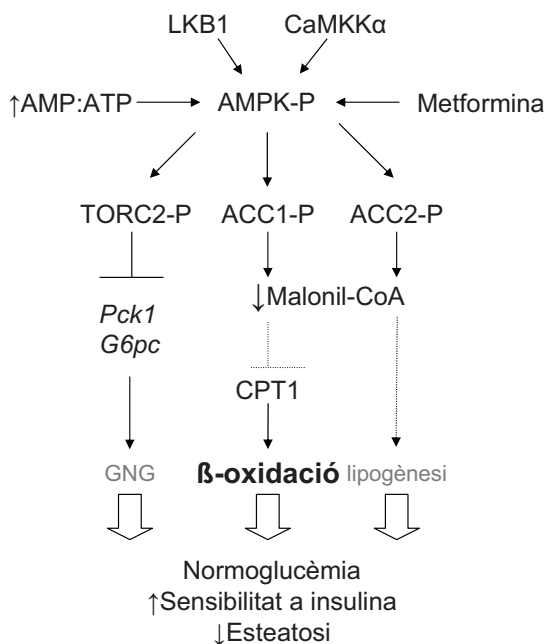 LKB1 CaMKKα
↑AMP:ATP AMPK-P Metformina
TORC2-P ACC1-P ACC2-P
↓Malonil-CoA
Pck1
G6pc
CPT1
GNG ß-oxidació lipogènesi
Normoglucèmia
↑Sensibilitat a insulina
↓Esteatosi